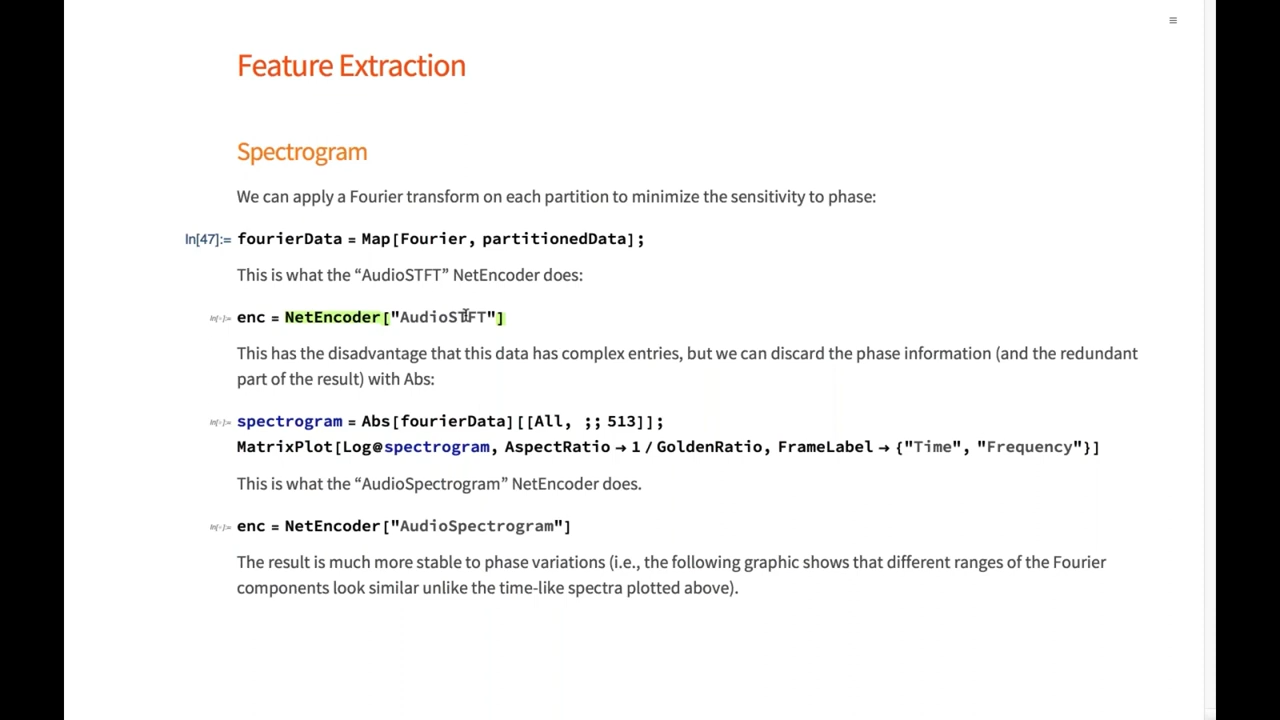 ≡
Feature Extraction
Spectrogram
We can apply a Fourier transform on each partition to minimize the sensitivity to phase:
In[47]:= fourierData = Map[Fourier, partitionedData];
This is what the “AudioSTFT” NetEncoder does:
In[•]:= enc = NetEncoder["AudioSTFT"]
This has the disadvantage that this data has complex entries, but we can discard the phase information (and the redundant
part of the result) with Abs:
In[•]:= spectrogram = Abs[fourierData][[All, ;; 513]];
MatrixPlot[Log@spectrogram, AspectRatio → 1 / GoldenRatio, FrameLabel → {"Time", "Frequency"}]
This is what the “AudioSpectrogram” NetEncoder does.
In[•]:= enc = NetEncoder["AudioSpectrogram"]
The result is much more stable to phase variations (i.e., the following graphic shows that different ranges of the Fourier
components look similar unlike the time-like spectra plotted above).